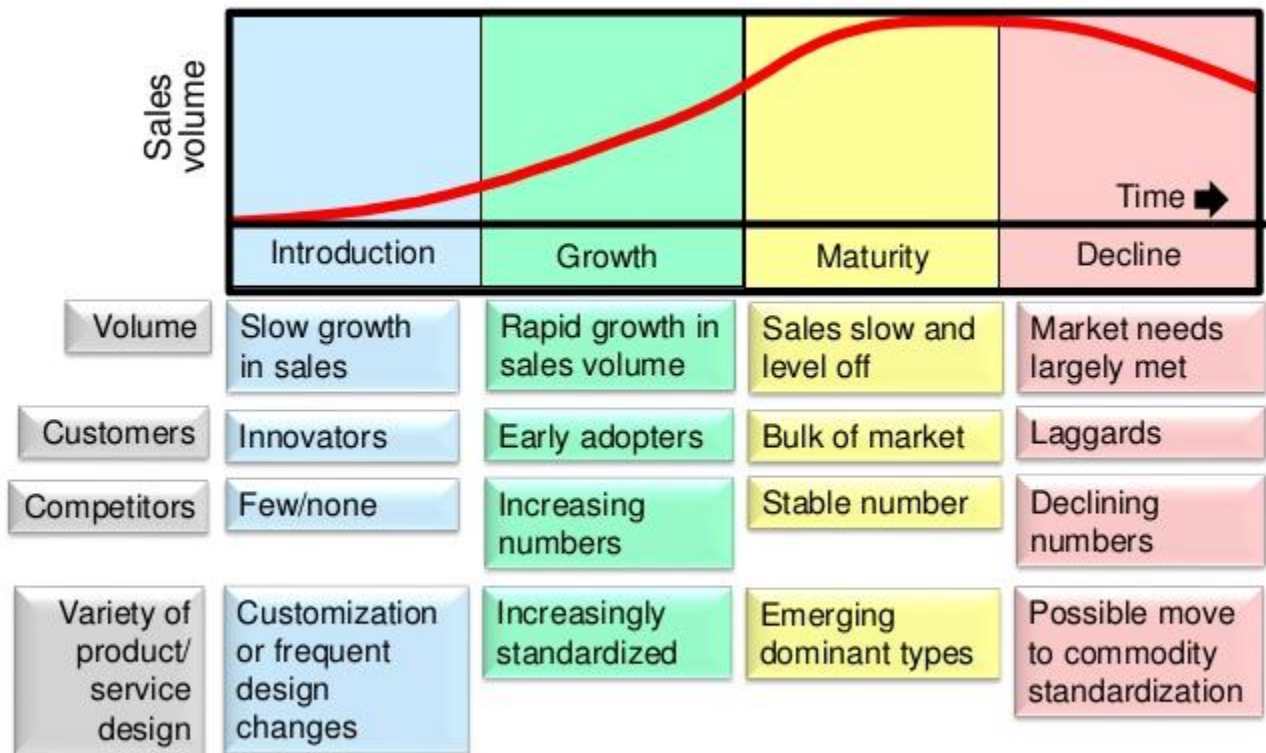 Sales
volume
Time
Introduction
Growth
Maturity
Decline
Volume
Slow growth
in sales
Rapid growth in
sales volume
Sales slow and
level off
Market needs
largely met
Customers
Innovators
Early adopters
Bulk of market
Laggards
Competitors
Few/none
Increasing
numbers
Stable number
Declining
numbers
Variety of
product/
service
design
Customization
or frequent
design
changes
Increasingly
standardized
Emerging
dominant types
Possible move
to commodity
standardization